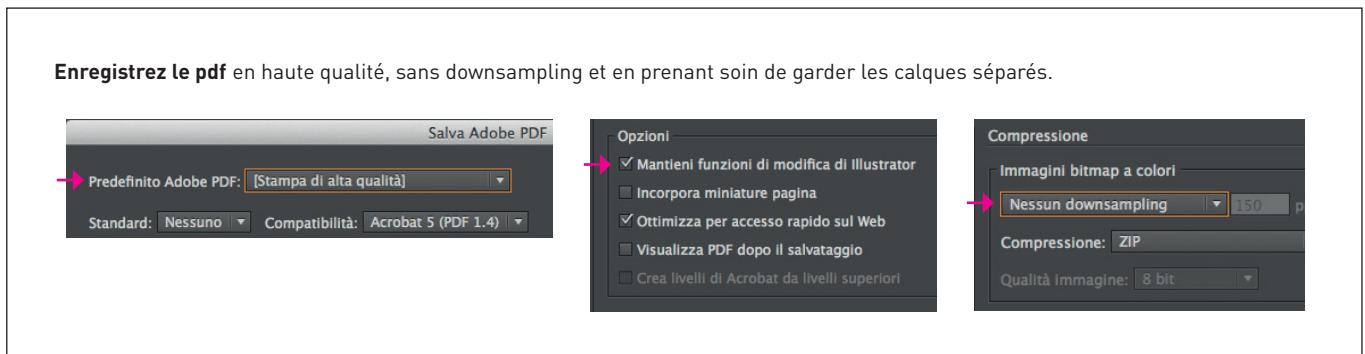 Enregistrez le pdf en haute qualité, sans downsampling et en prenant soin de garder les calques séparés.
Salva Adobe PDF
Predefinito Adobe PDF: [Stampa di alta qualità]
Standard: Nessuno Compatibilità: Acrobat 5 (PDF 1.4)
Opzioni
Mantieni funzioni di modifica di Illustrator
Incorpora miniature pagina
Ottimizza per accesso rapido sul Web
Visualizza PDF dopo il salvataggio
Crea livelli di Acrobat da livelli superiori
Compressione
Immagini bitmap a colori
Nessun downsampling 150 p
Compressione: ZIP
Qualità immagine: 8 bit